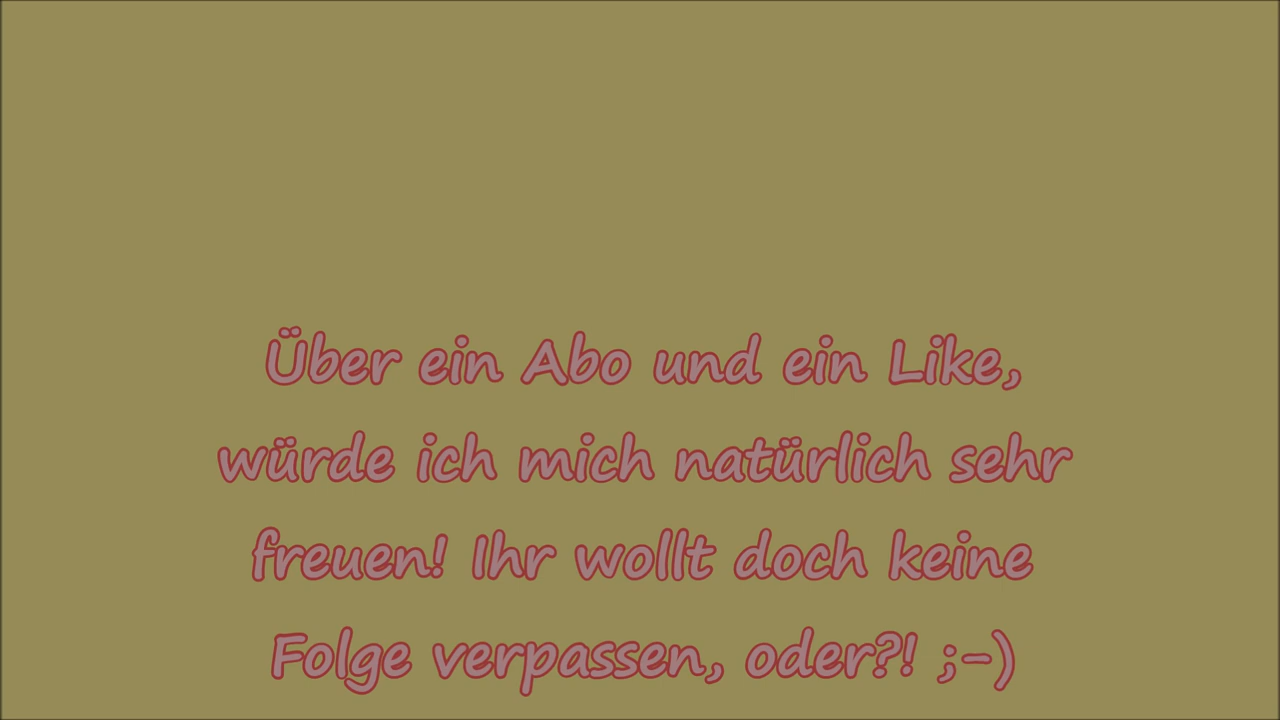 Über ein Abo und ein Like,
würde ich mich natürlich sehr
freuen! Ihr wollt doch keine
Folge verpassen, oder?! ;-)